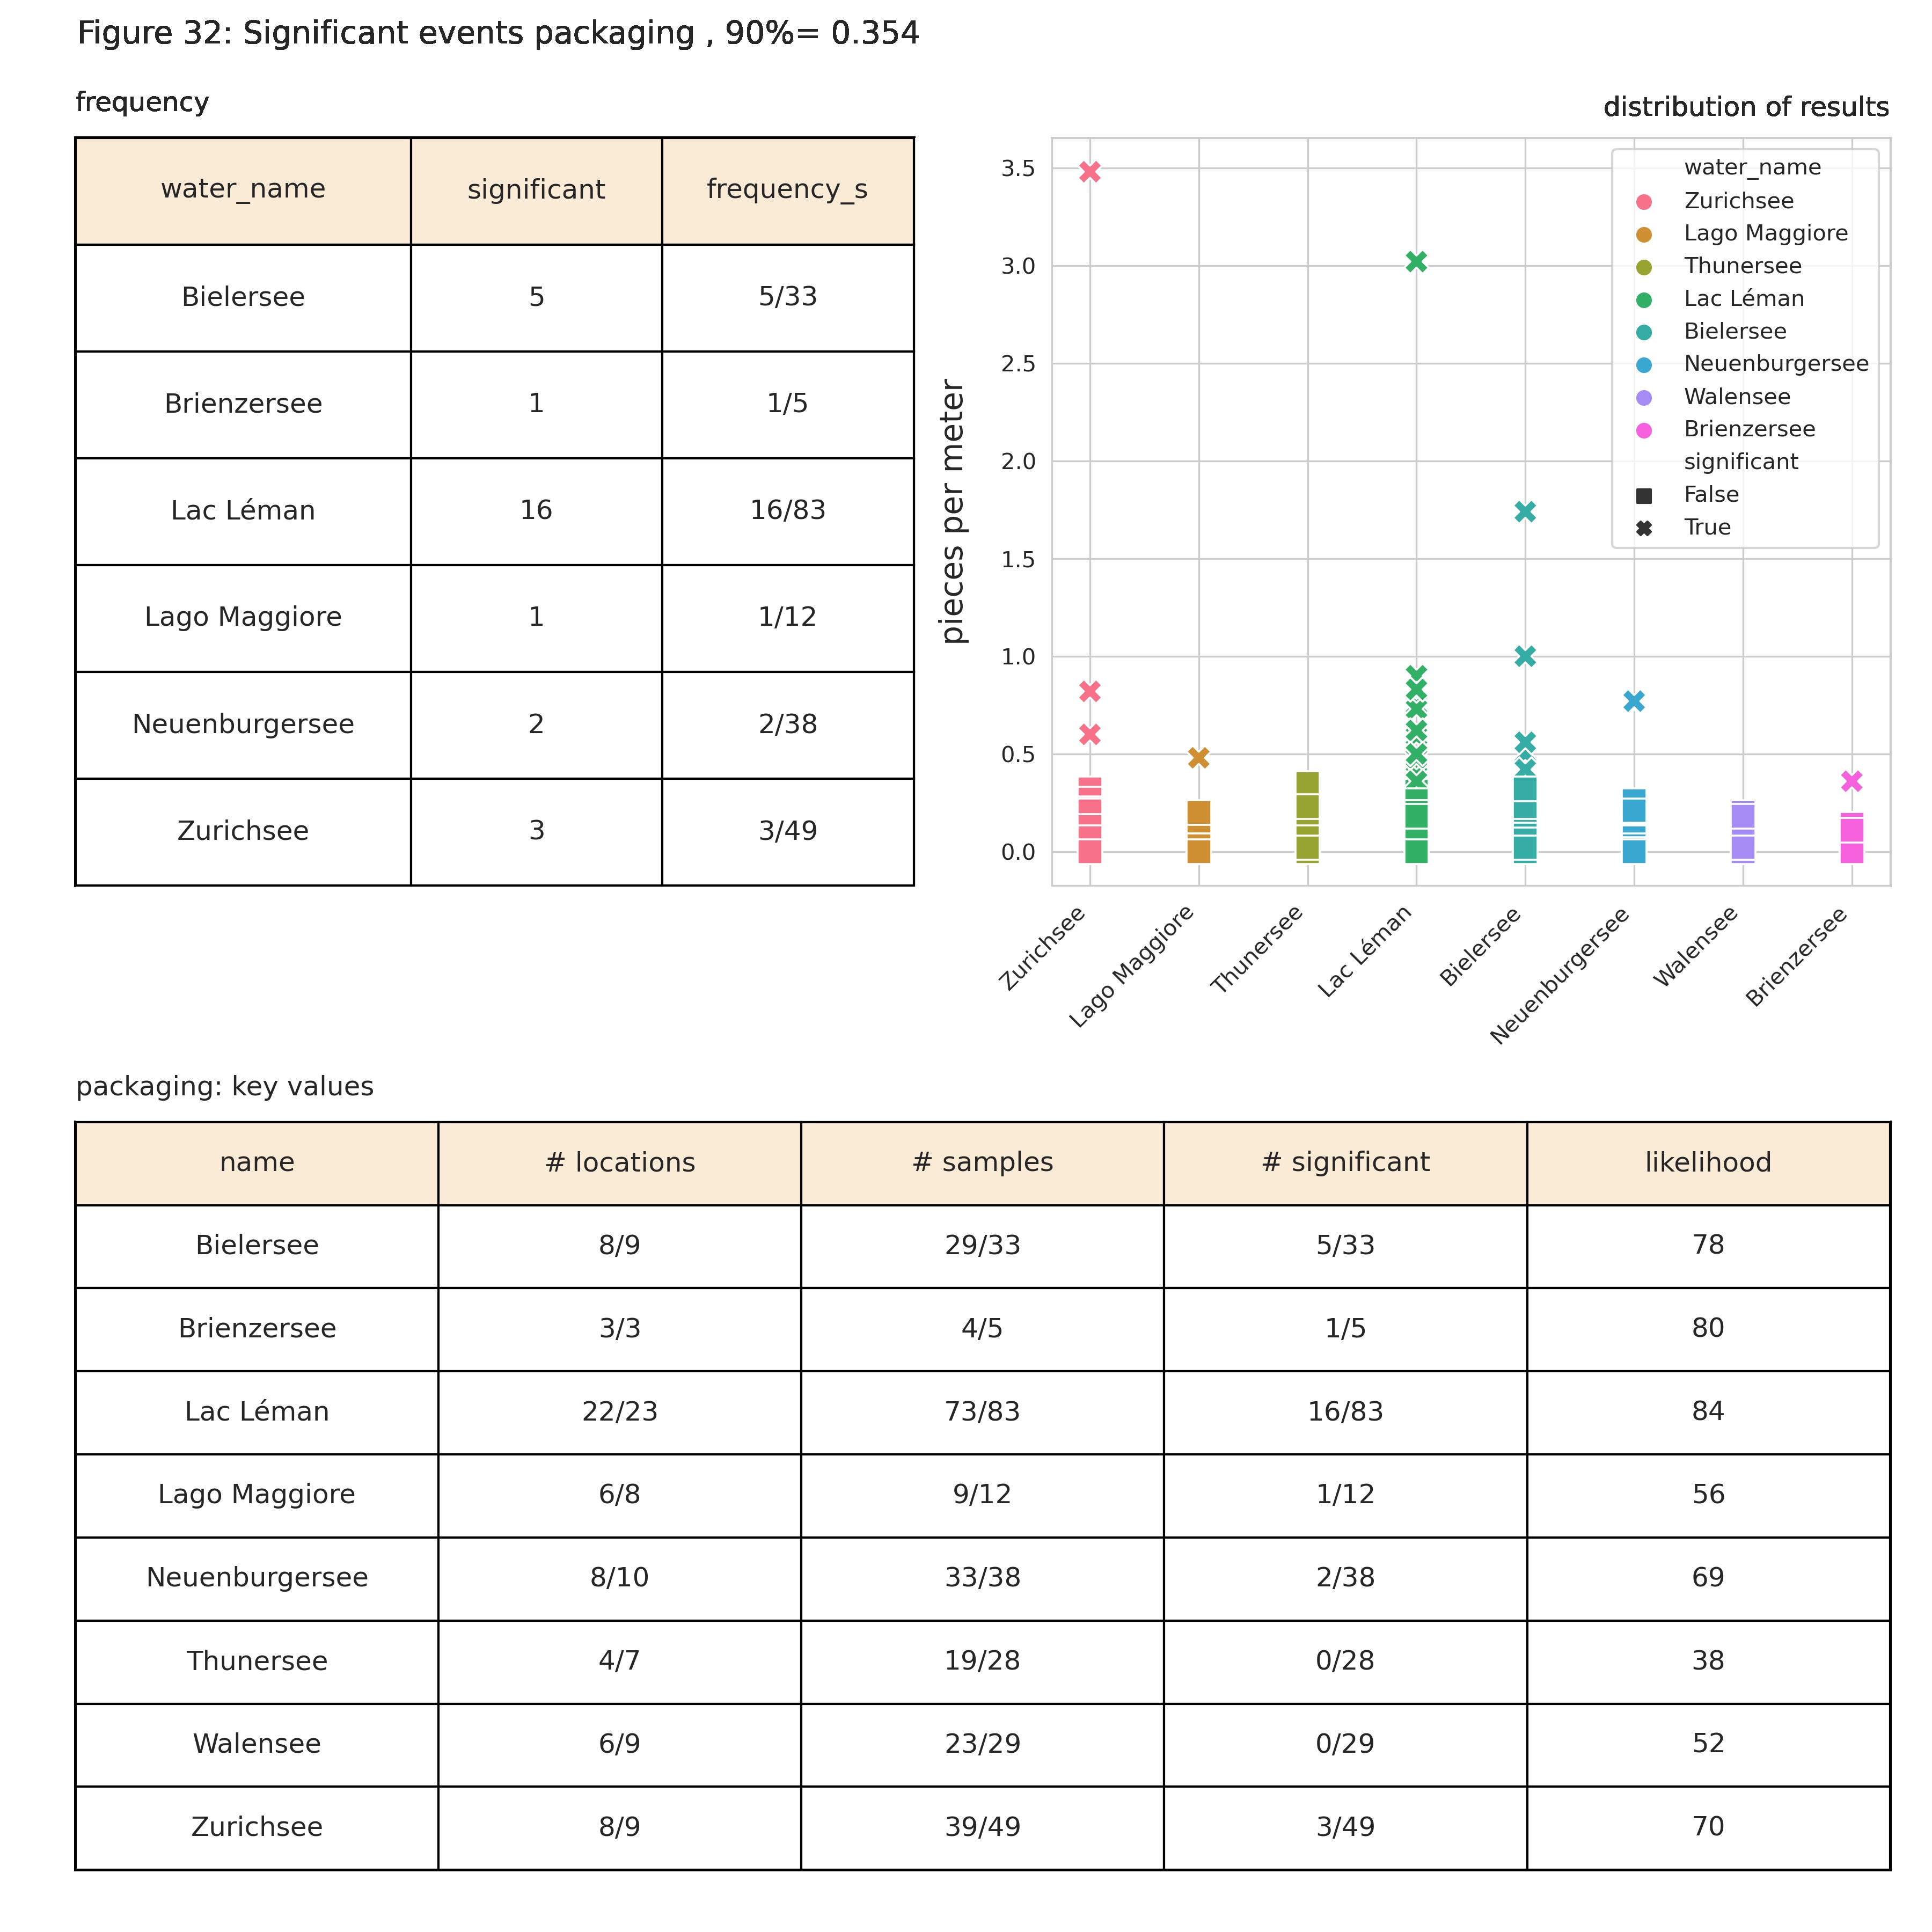 Figure 32: Significant events packaging , 90%= 0.354
frequency
water_name significant frequency_s
Bielersee 5 5/33
Brienzersee 1 1/5
Lac Léman 16 16/83
Lago Maggiore 1 1/12
Neuenburgersee 2 2/38
Zurichsee 3 3/49
distribution of results
pieces per meter
3.5
3.0
2.5
2.0
1.5
1.0
0.5
0.0
water_name
Zurichsee
Lago Maggiore
Thunersee
Lac Léman
Bielersee
Neuenburgersee
Walensee
Brienzersee
significant
False
True
Zurichsee
Lago Maggiore
Thunersee
Lac Léman
Bielersee
Neuenburgersee
Walensee
Brienzersee
packaging: key values
name # locations # samples # significant likelihood
Bielersee 8/9 29/33 5/33 78
Brienzersee 3/3 4/5 1/5 80
Lac Léman 22/23 73/83 16/83 84
Lago Maggiore 6/8 9/12 1/12 56
Neuenburgersee 8/10 33/38 2/38 69
Thunersee 4/7 19/28 0/28 38
Walensee 6/9 23/29 0/29 52
Zurichsee 8/9 39/49 3/49 70